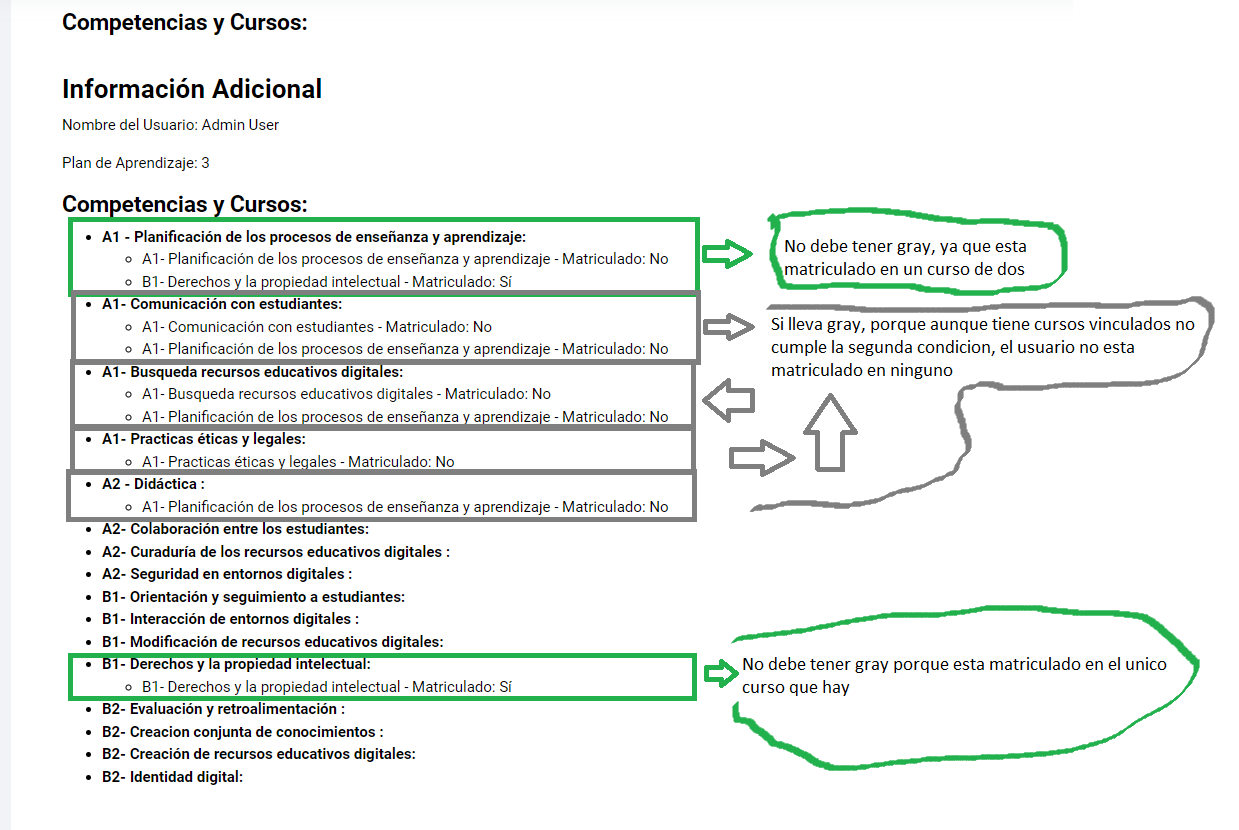 Competencias y Cursos:
Información Adicional
Nombre del Usuario: Admin User
Plan de Aprendizaje: 3
Competencias y Cursos:
A1 - Planificación de los procesos de enseñanza y aprendizaje:
A1- Planificación de los procesos de enseñanza y aprendizaje - Matriculado: No
B1- Derechos y la propiedad intelectual - Matriculado: Sí
No debe tener gray, ya que esta
matriculado en un curso de dos
A1- Comunicación con estudiantes:
A1- Comunicación con estudiantes - Matriculado: No
A1- Planificación de los procesos de enseñanza y aprendizaje - Matriculado: No
Si lleva gray, porque aunque tiene cursos vinculados no
cumple la segunda condicion, el usuario no esta
matriculado en ninguno
A1- Busqueda recursos educativos digitales:
A1- Busqueda recursos educativos digitales - Matriculado: No
A1- Planificación de los procesos de enseñanza y aprendizaje - Matriculado: No
A1- Practicas éticas y legales:
A1- Practicas éticas y legales - Matriculado: No
A2 - Didáctica :
A1- Planificación de los procesos de enseñanza y aprendizaje - Matriculado: No
A2- Colaboración entre los estudiantes:
A2- Curaduría de los recursos educativos digitales :
A2- Seguridad en entornos digitales :
B1- Orientación y seguimiento a estudiantes:
B1- Interacción de entornos digitales :
B1- Modificación de recursos educativos digitales:
B1- Derechos y la propiedad intelectual:
B1- Derechos y la propiedad intelectual - Matriculado: Sí
No debe tener gray porque esta matriculado en el unico
curso que hay
B2- Evaluación y retroalimentación :
B2- Creacion conjunta de conocimientos :
B2- Creación de recursos educativos digitales:
B2- Identidad digital: